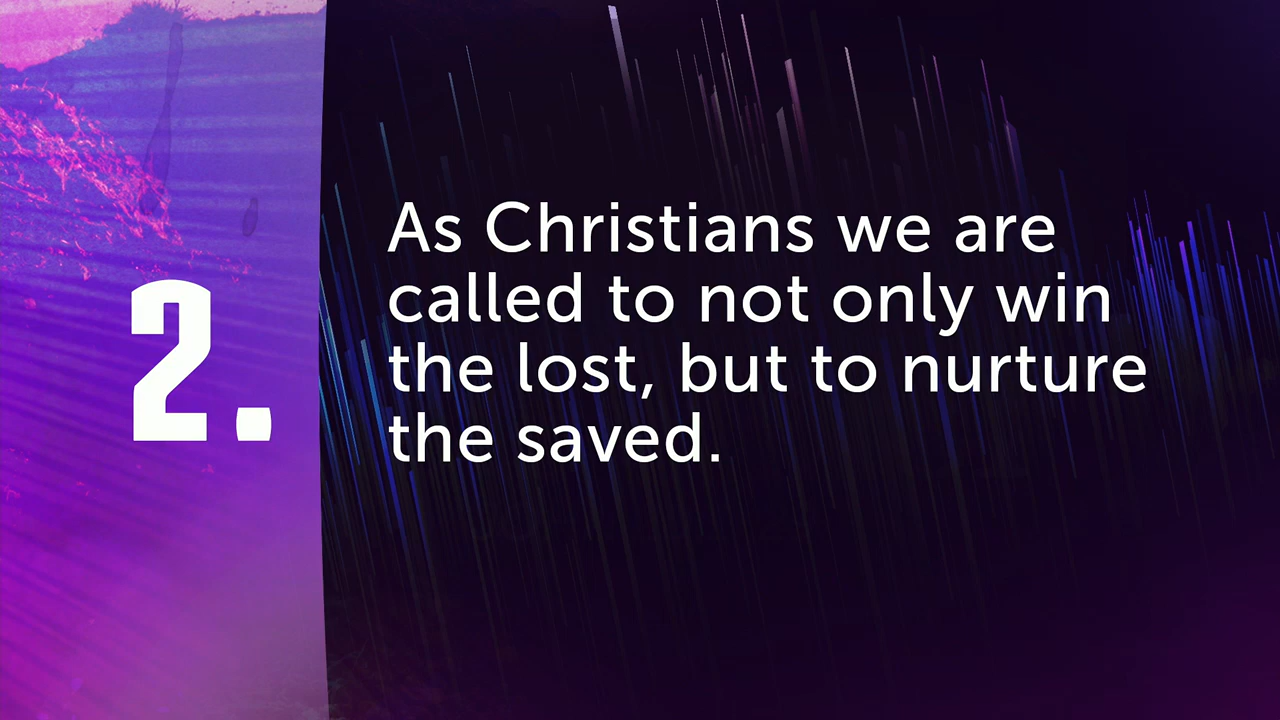 2.
As Christians we are
called to not only win
the lost, but to nurture
the saved.